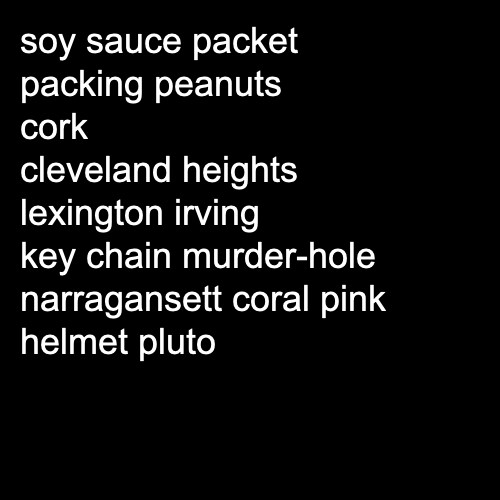 soy sauce packet
packing peanuts
cork
cleveland heights
lexington irving
key chain murder-hole
narragansett coral pink
helmet pluto